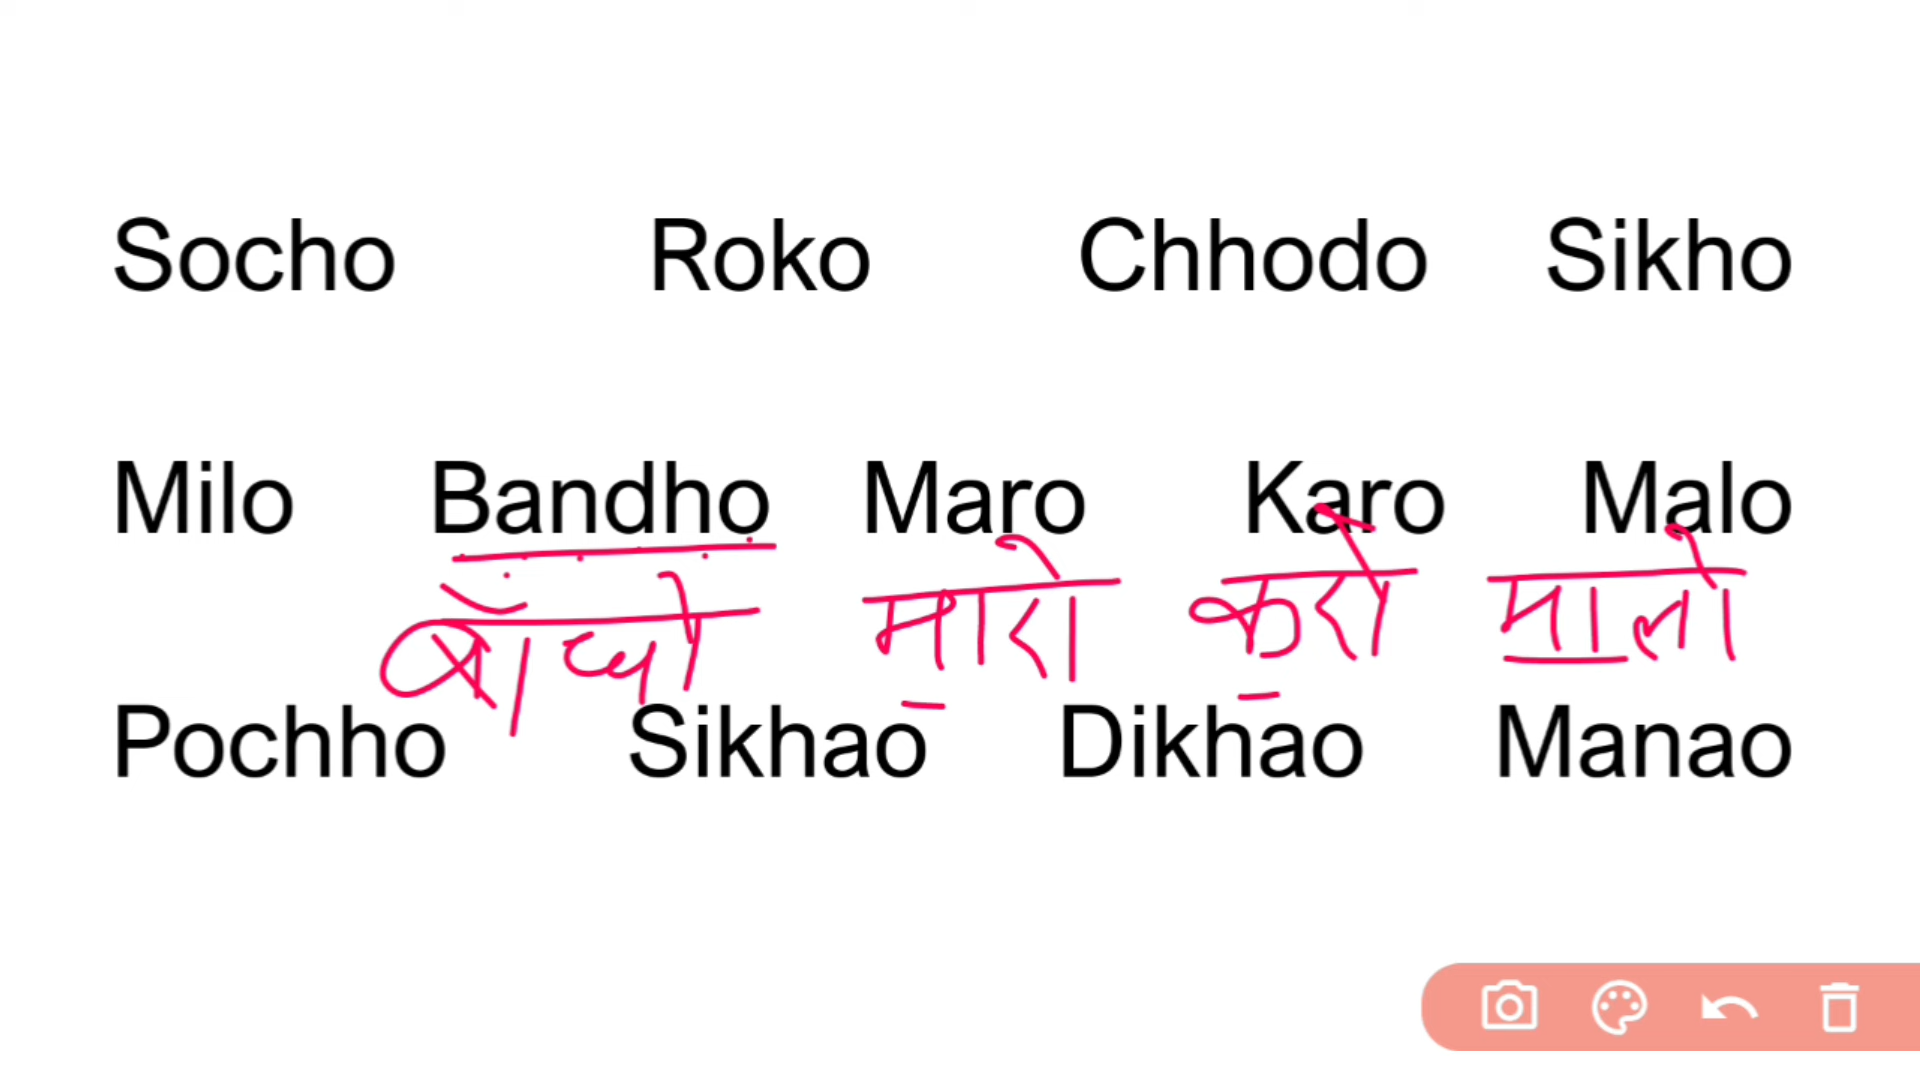 Socho Roko Chhodo Sikho
Milo Bandho Maro Karo Malo
बाँधो मारो करो मालो
Pochho Sikhao Dikhao Manao